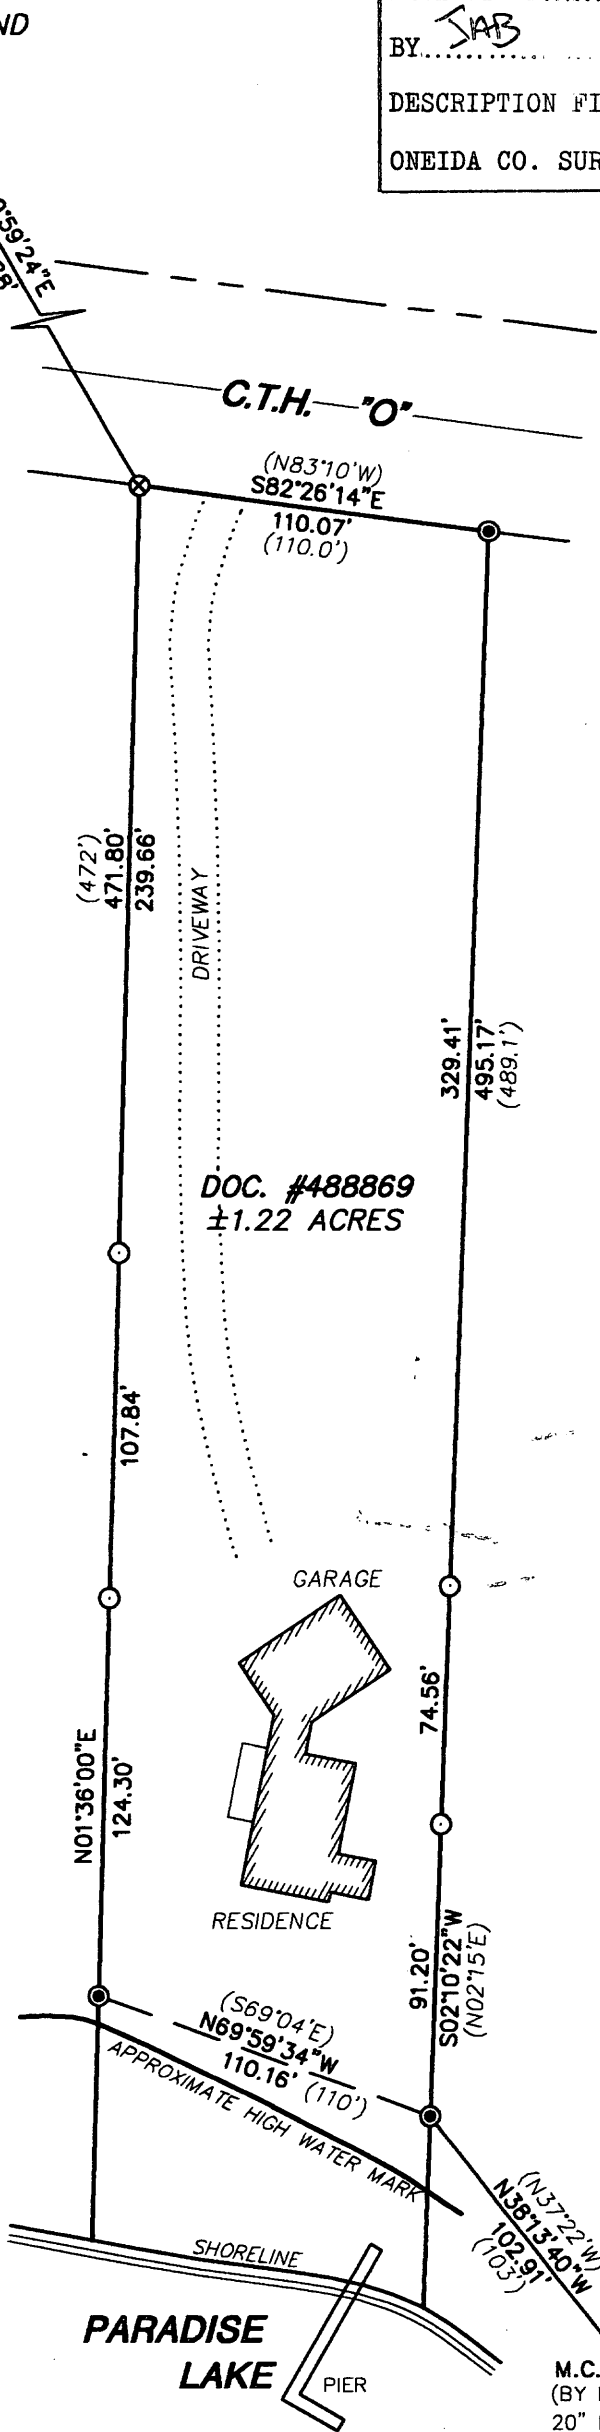 ND
BY JAB
DESCRIPTION FI
ONEIDA CO. SUR
59'24"E
C.T.H. "O"
(N83°10'W)
S82°26'14"E
110.07'
(110.0')
(472')
471.80'
239.66'
DRIVEWAY
329.41'
495.17'
(489.1')
DOC. #488869
±1.22 ACRES
107.84'
GARAGE
74.56'
N01°36'00"E
124.30'
RESIDENCE
91.20'
S02°10'22"W
(N02°15'E)
(S69°04'E)
N69°59'34"W
110.16' (110')
APPROXIMATE HIGH WATER MARK
(N37°22'W)
N38°13'40"W
102.91'
(103')
SHORELINE
PARADISE
LAKE
PIER
M.C.
(BY
20"